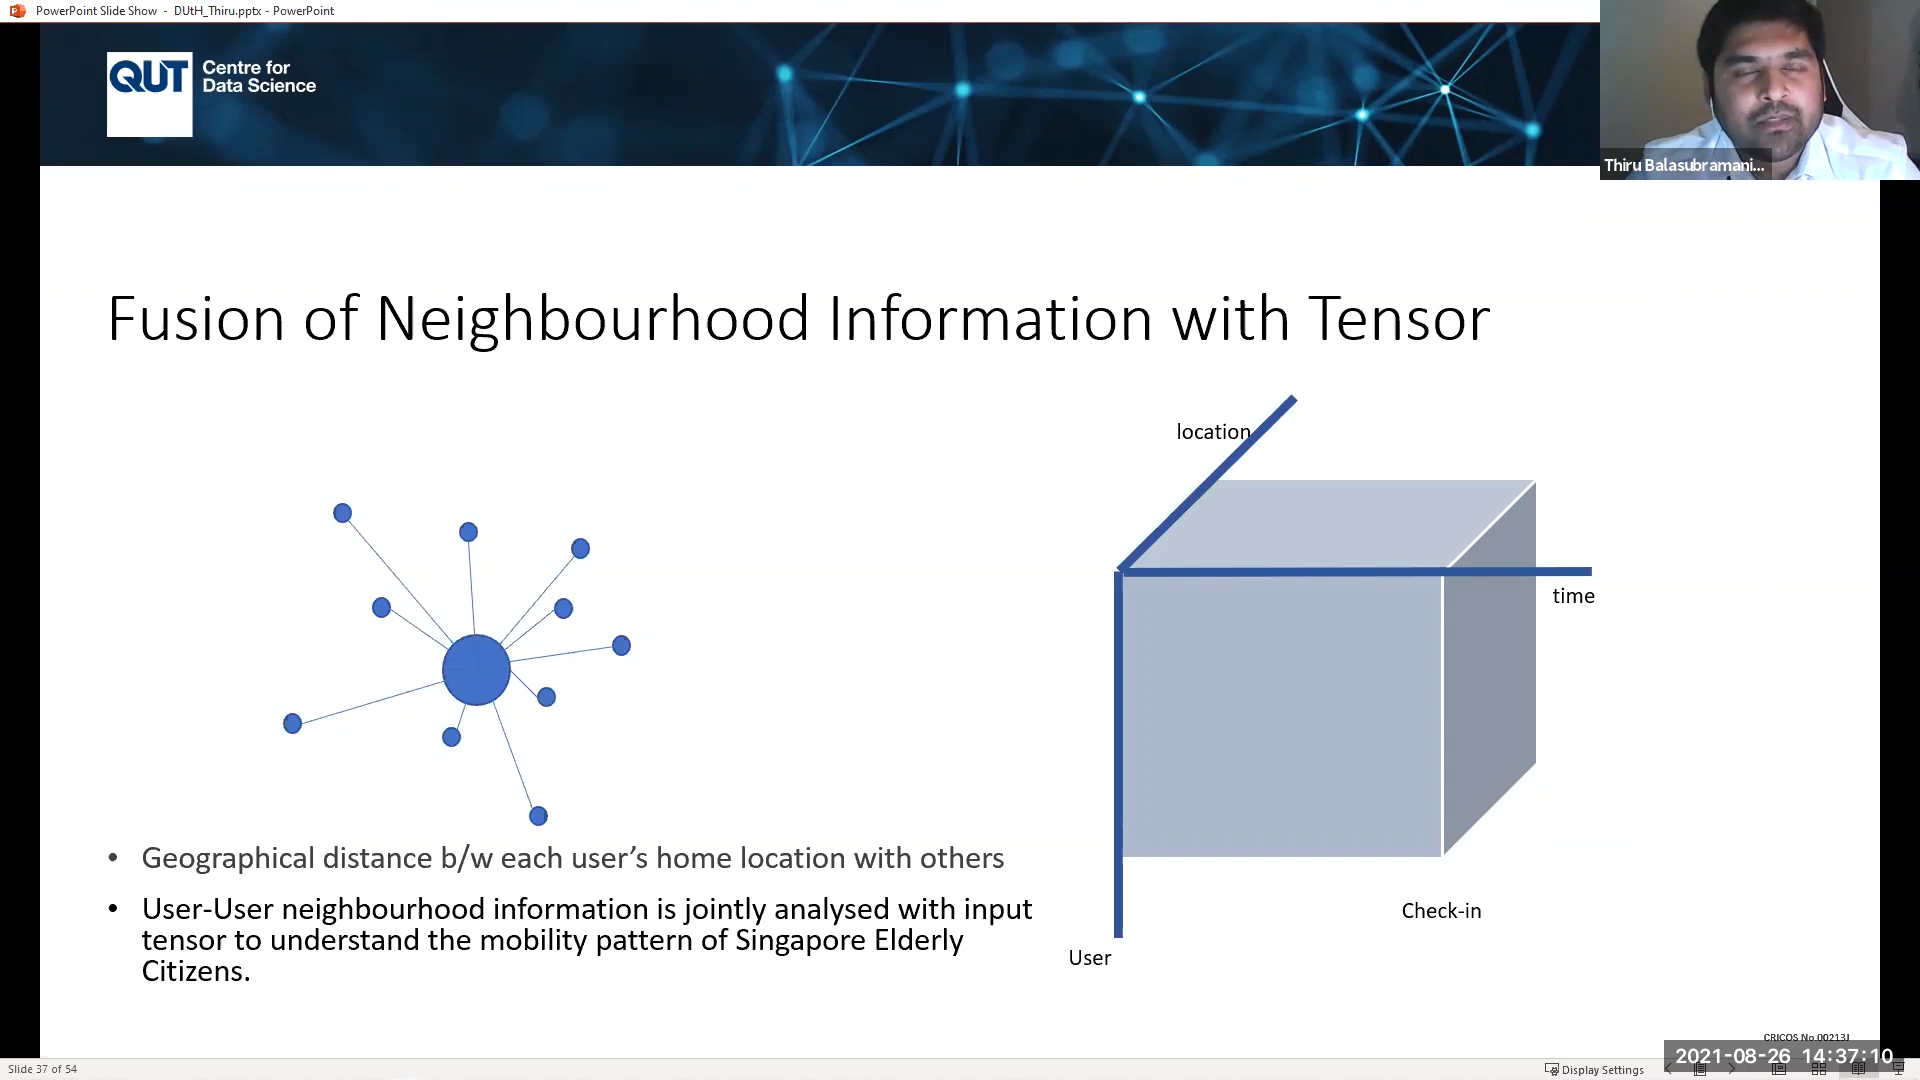 PowerPoint Slide Show - DUtH_Thiru.pptx - PowerPoint
QUT
Centre for
Data Science
Thiru Balasubramani...
Fusion of Neighbourhood Information with Tensor
location
time
Check-in
User
• Geographical distance b/w each user’s home location with others
• User-User neighbourhood information is jointly analysed with input
tensor to understand the mobility pattern of Singapore Elderly
Citizens.
CRICOS No.00213J
2021-08-26 14:37:10
Slide 37 of 54
Display Settings